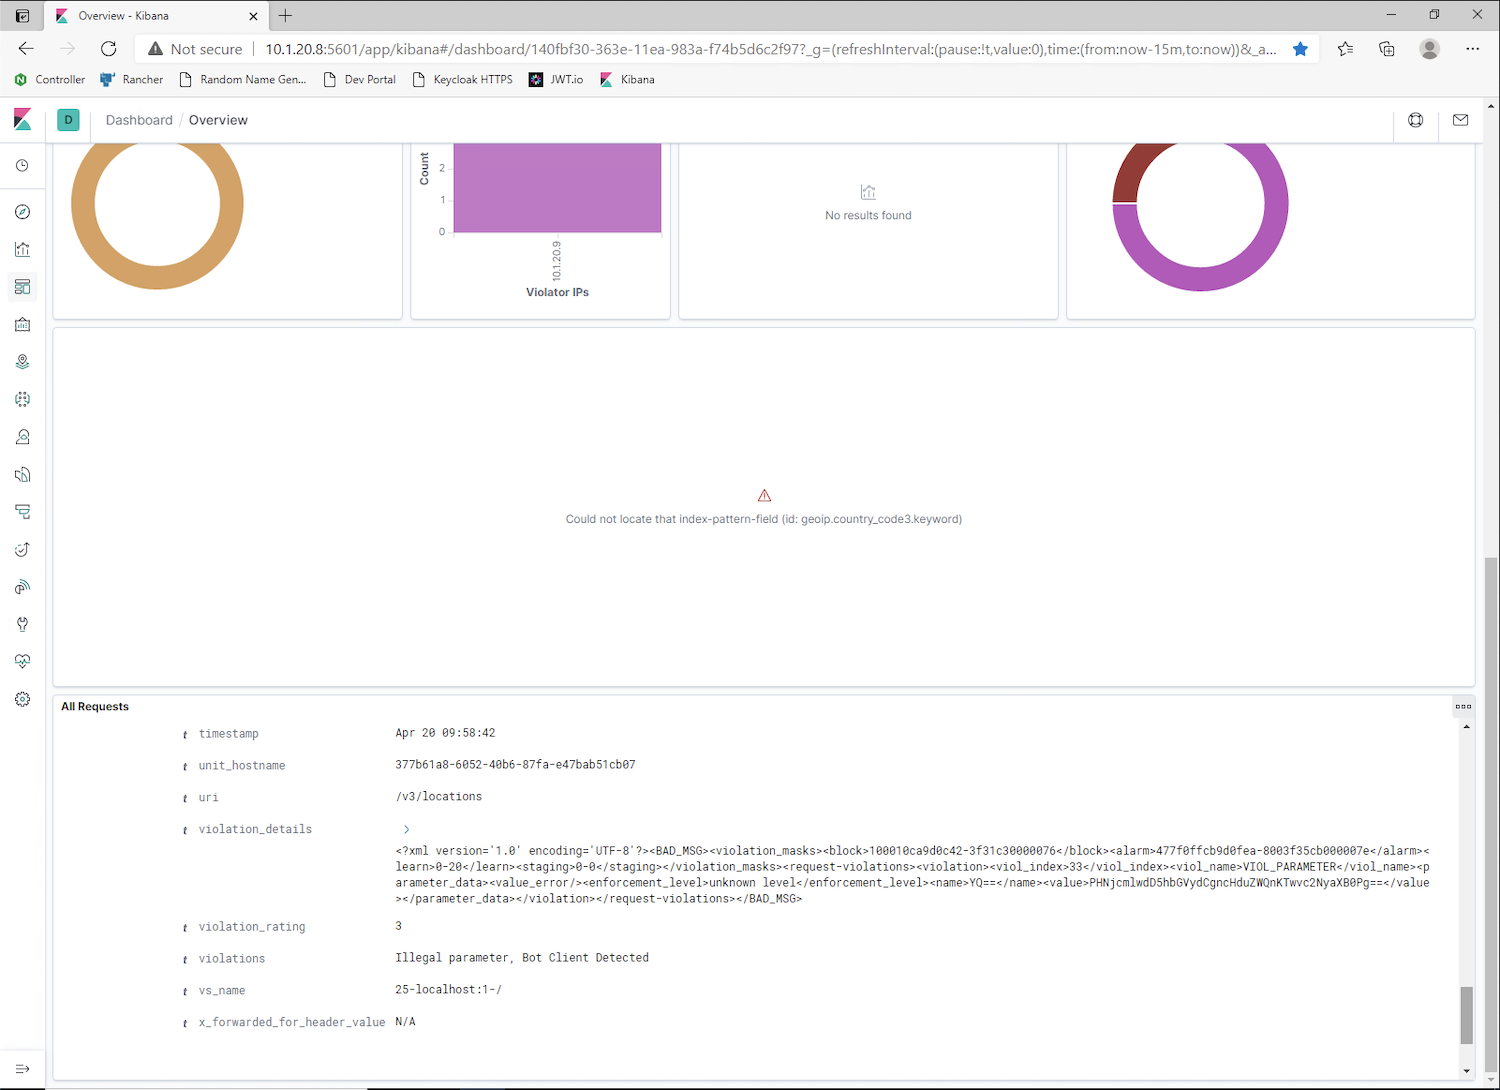 Overview - Kibana
Not secure
10.1.20.8:5601/app/kibana#/dashboard/140fbf30-363e-11ea-983a-f74b5d6c2f97?_g=(refreshInterval:(pause:!t,value:0),time:(from:now-15m,to:now))&_a...
Controller
Rancher
Random Name Gen...
Dev Portal
Keycloak HTTPS
JWT.io
Kibana
D
Dashboard / Overview
Count
2
1
0
10.1.20.9
Violator IPs
No results found
Could not locate that index-pattern-field (id: geoip.country_code3.keyword)
All Requests
t timestamp Apr 20 09:58:42
t unit_hostname 377b61a8-6052-40b6-87fa-e47bab51cb07
t uri /v3/locations
t violation_details
<?xml version='1.0' encoding='UTF-8'?><BAD_MSG><violation_masks><block>100010ca9d0c42-3f31c30000076</block><alarm>477f0ffcb9d0fea-8003f35cb000007e</alarm><
learn>0-20</learn><staging>0-0</staging></violation_masks><request-violations><violation><viol_index>33</viol_index><viol_name>VIOL_PARAMETER</viol_name><p
arameter_data><value_error/><enforcement_level>unknown level</enforcement_level><name>YQ==</name><value>PHNjcmlwdD5hbGVydCgncHduZWQnKTwvc2NyaXB0Pg==</value
></parameter_data></violation></request-violations></BAD_MSG>
t violation_rating 3
t violations Illegal parameter, Bot Client Detected
t vs_name 25-localhost:1-/
t x_forwarded_for_header_value N/A